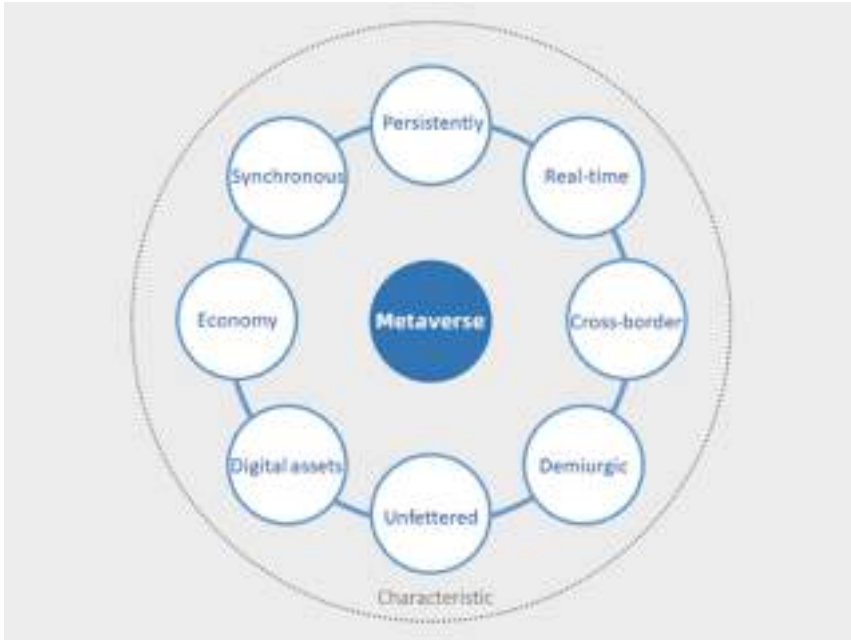 Persistently
Synchronous
Real-time
Economy
Metaverse
Cross-border
Digital assets
Demiurgic
Unfettered
Characteristic